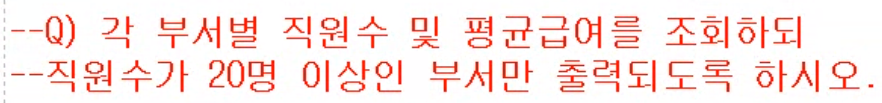 --Q) 각 부서별 직원수 및 평균급여를 조회하되
--직원수가 20명 이상인 부서만 출력되도록 하시오.